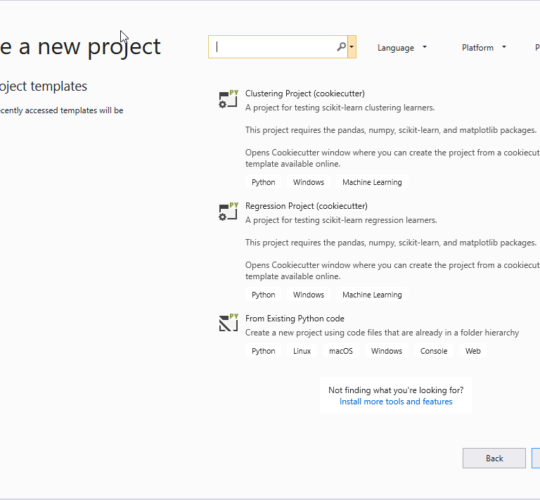 e a new project
Language
Platform
P
oject templates
ecently accessed templates will be
PY
Clustering Project (cookiecutter)
A project for testing scikit-learn clustering learners.
This project requires the pandas, numpy, scikit-learn, and matplotlib packages.
Opens Cookiecutter window where you can create the project from a cookiecut
template available online.
Python Windows Machine Learning
PY
Regression Project (cookiecutter)
A project for testing scikit-learn regression learners.
This project requires the pandas, numpy, scikit-learn, and matplotlib packages.
Opens Cookiecutter window where you can create the project from a cookiecut
template available online.
Python Windows Machine Learning
PY
From Existing Python code
Create a new project using code files that are already in a folder hierarchy
Python Linux macOS Windows Console Web
Not finding what you're looking for?
Install more tools and features
Back